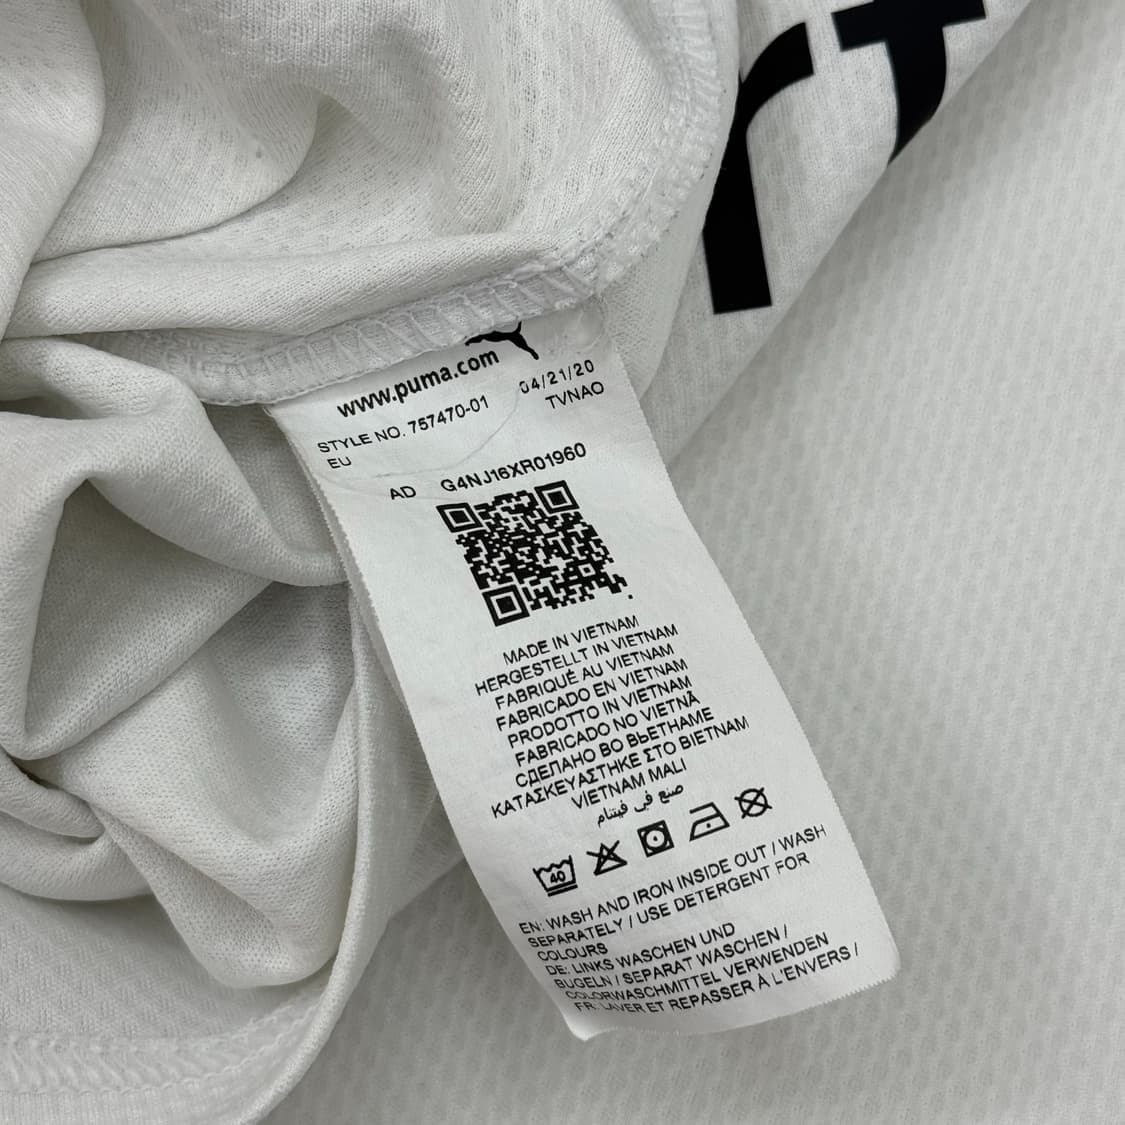 rt
www.puma.com
STYLE NO. 757470-01 04/21/20
EU TVNAO
AD G4NJ16XR01960
MADE IN VIETNAM
HERGESTELLT IN VIETNAM
FABRIQUÉ AU VIETNAM
FABRICADO EN VIETNAM
PRODOTTO IN VIETNAM
FABRICADO NO VIETNÃ
СДЕЛАНО ВО ВЬЕТНАМЕ
ΚΑΤΑΣΚΕΥΑΣΤΗΚΕ ΣΤΟ ΒΙΕΤΝΑΜ
VİETNAM MALI
صنع في فيتنام
40
EN: WASH AND IRON INSIDE OUT / WASH
SEPARATELY / USE DETERGENT FOR
COLOURS
DE: LINKS WASCHEN UND
BÜGELN / SEPARAT WASCHEN /
COLORWASCHMITTEL VERWENDEN
FR: LAVER ET REPASSER À L'ENVERS /